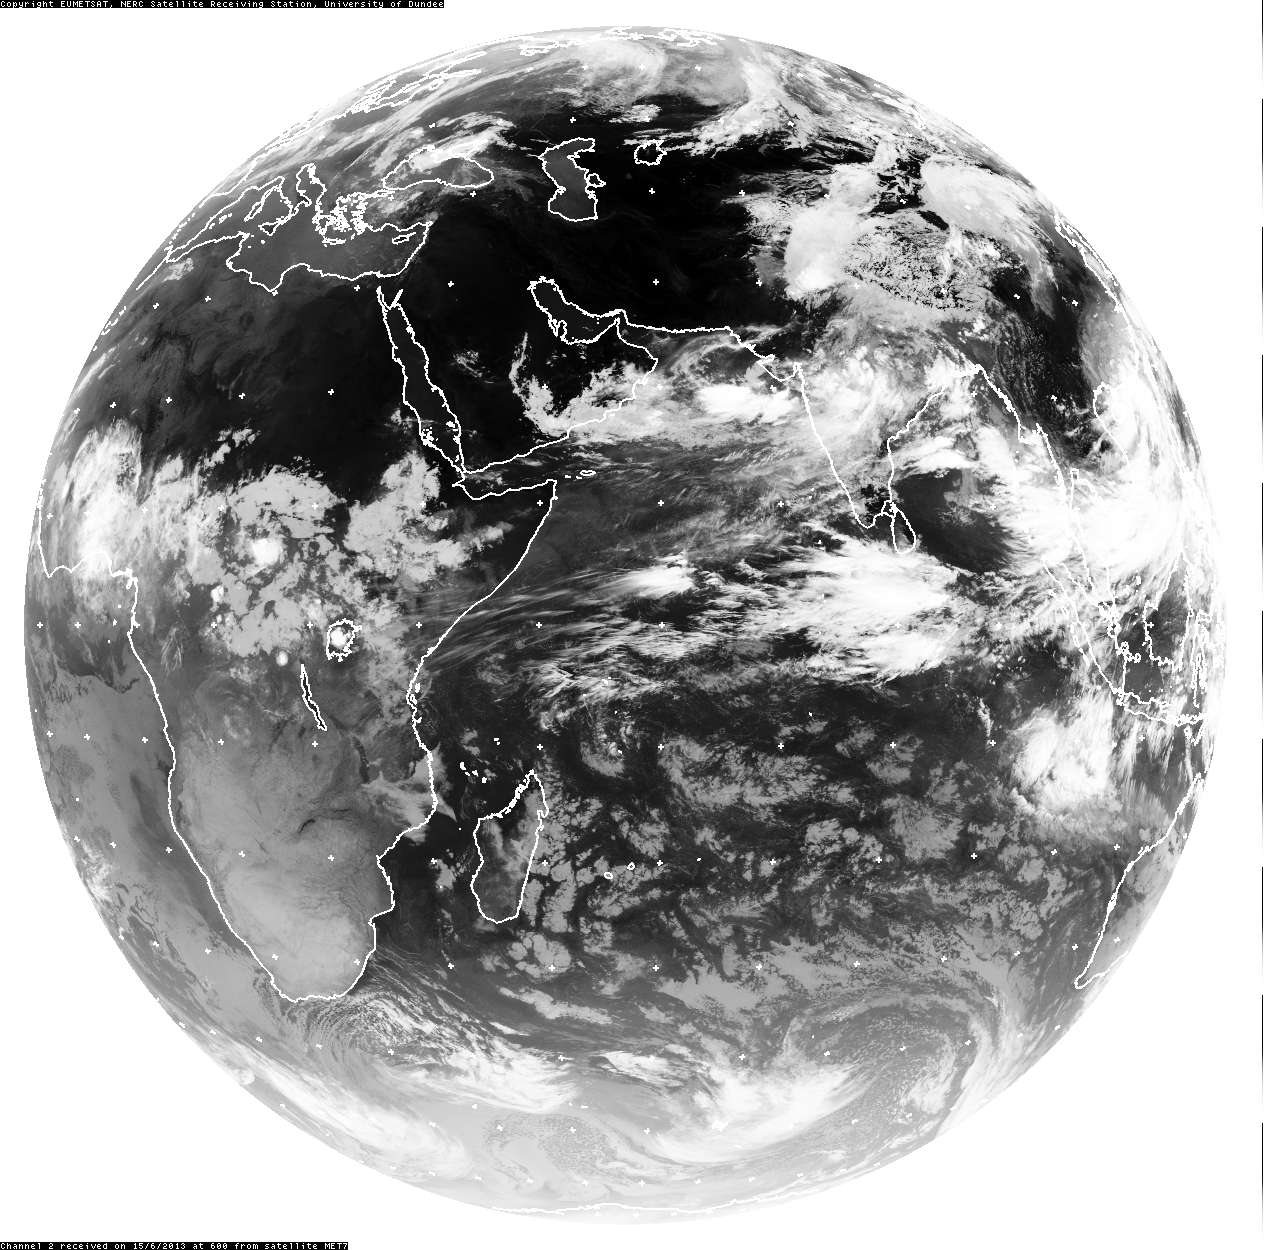 Copyright EUMETSAT, NERC Satellite Receiving Station, University of Dundee
Channel 2 received on 15/6/2013 at 600 from satellite MET7